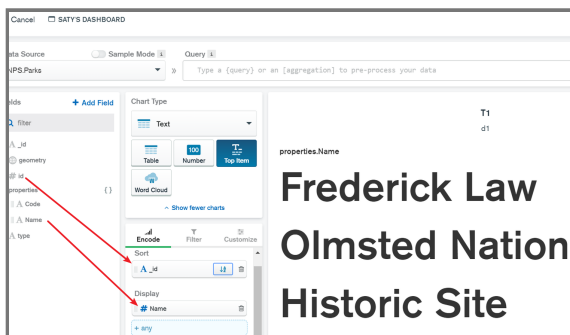 Cancel SATY'S DASHBOARD
ata Source Sample Mode i Query i
NPS.Parks » Type a {query} or an [aggregation] to pre-process your data
elds + Add Field
filter
A _id
geometry
# id
properties { }
A Code
A Name
A type
Chart Type
Text
Table
100
Number
T
Top Item
Word Cloud
^ Show fewer charts
Encode Filter Customize
Sort
A _id
Display
# Name
+ any
T1
d1
properties.Name
Frederick Law
Olmsted Nation
Historic Site